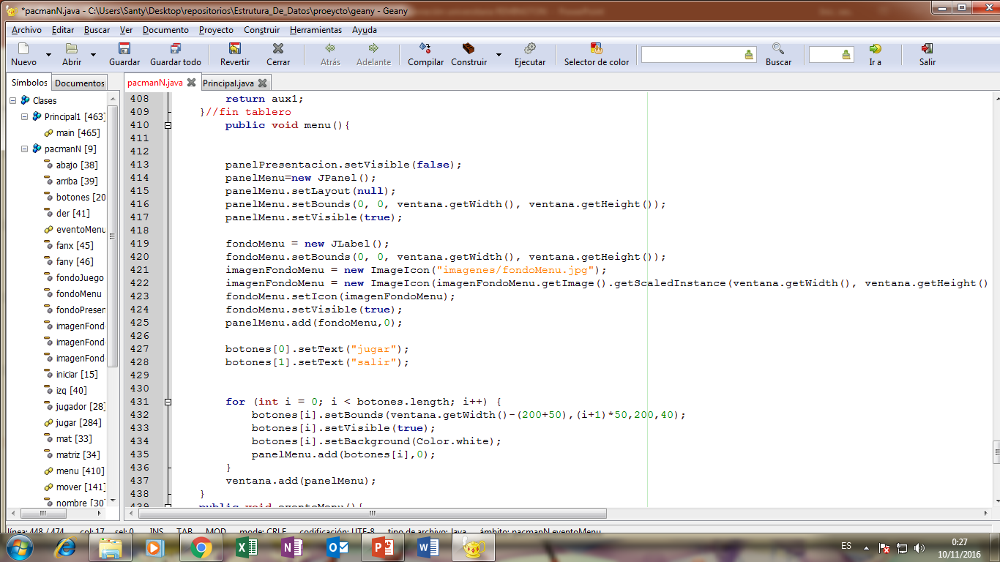 *pacmanN.java - C:\Users\Santy\Desktop\repositorios\Estrutura_De_Datos\proeycto\geany - Geany
Archivo Editar Buscar Ver Documento Proyecto Construir Herramientas Ayuda
Nuevo Abrir Guardar Guardar todo Revertir Cerrar Atrás Adelante Compilar Construir Ejecutar Selector de color Buscar Ir a Salir
Símbolos Documentos pacmanN.java Principal.java
Clases
Principal1 [463]
main [465]
pacmanN [9]
abajo [38]
arriba [39]
botones [20
der [41]
eventoMenu
fanx [45]
fany [46]
fondoJuego
fondoMenu
fondoPresen
imagenFond
imagenFond
imagenFond
iniciar [15]
izq [40]
jugador [28]
jugar [284]
mat [33]
matriz [34]
menu [410]
mover [141]
nombre [30]
408 return aux1;
409 }//fin tablero
410 public void menu(){
411
412
413 panelPresentacion.setVisible(false);
414 panelMenu=new JPanel();
415 panelMenu.setLayout(null);
416 panelMenu.setBounds(0, 0, ventana.getWidth(), ventana.getHeight());
417 panelMenu.setVisible(true);
418
419 fondoMenu = new JLabel();
420 fondoMenu.setBounds(0, 0, ventana.getWidth(), ventana.getHeight());
421 imagenFondoMenu = new ImageIcon("imagenes/fondoMenu.jpg");
422 imagenFondoMenu = new ImageIcon(imagenFondoMenu.getImage().getScaledInstance(ventana.getWidth(), ventana.getHeight()
423 fondoMenu.setIcon(imagenFondoMenu);
424 fondoMenu.setVisible(true);
425 panelMenu.add(fondoMenu,0);
426
427 botones[0].setText("jugar");
428 botones[1].setText("salir");
429
430
431 for (int i = 0; i < botones.length; i++) {
432 botones[i].setBounds(ventana.getWidth()-(200+50),(i+1)*50,200,40);
433 botones[i].setVisible(true);
434 botones[i].setBackground(Color.white);
435 panelMenu.add(botones[i],0);
436 }
437 ventana.add(panelMenu);
438 }
439 public void eventoMenu(){
línea: 448 / 474 col: 17 sel: 0 INS TAB MOD modo: CRLF codificación: UTF-8 tipo de archivo: Java ámbito: pacmanN.eventoMenu
ES 0:27
10/11/2016